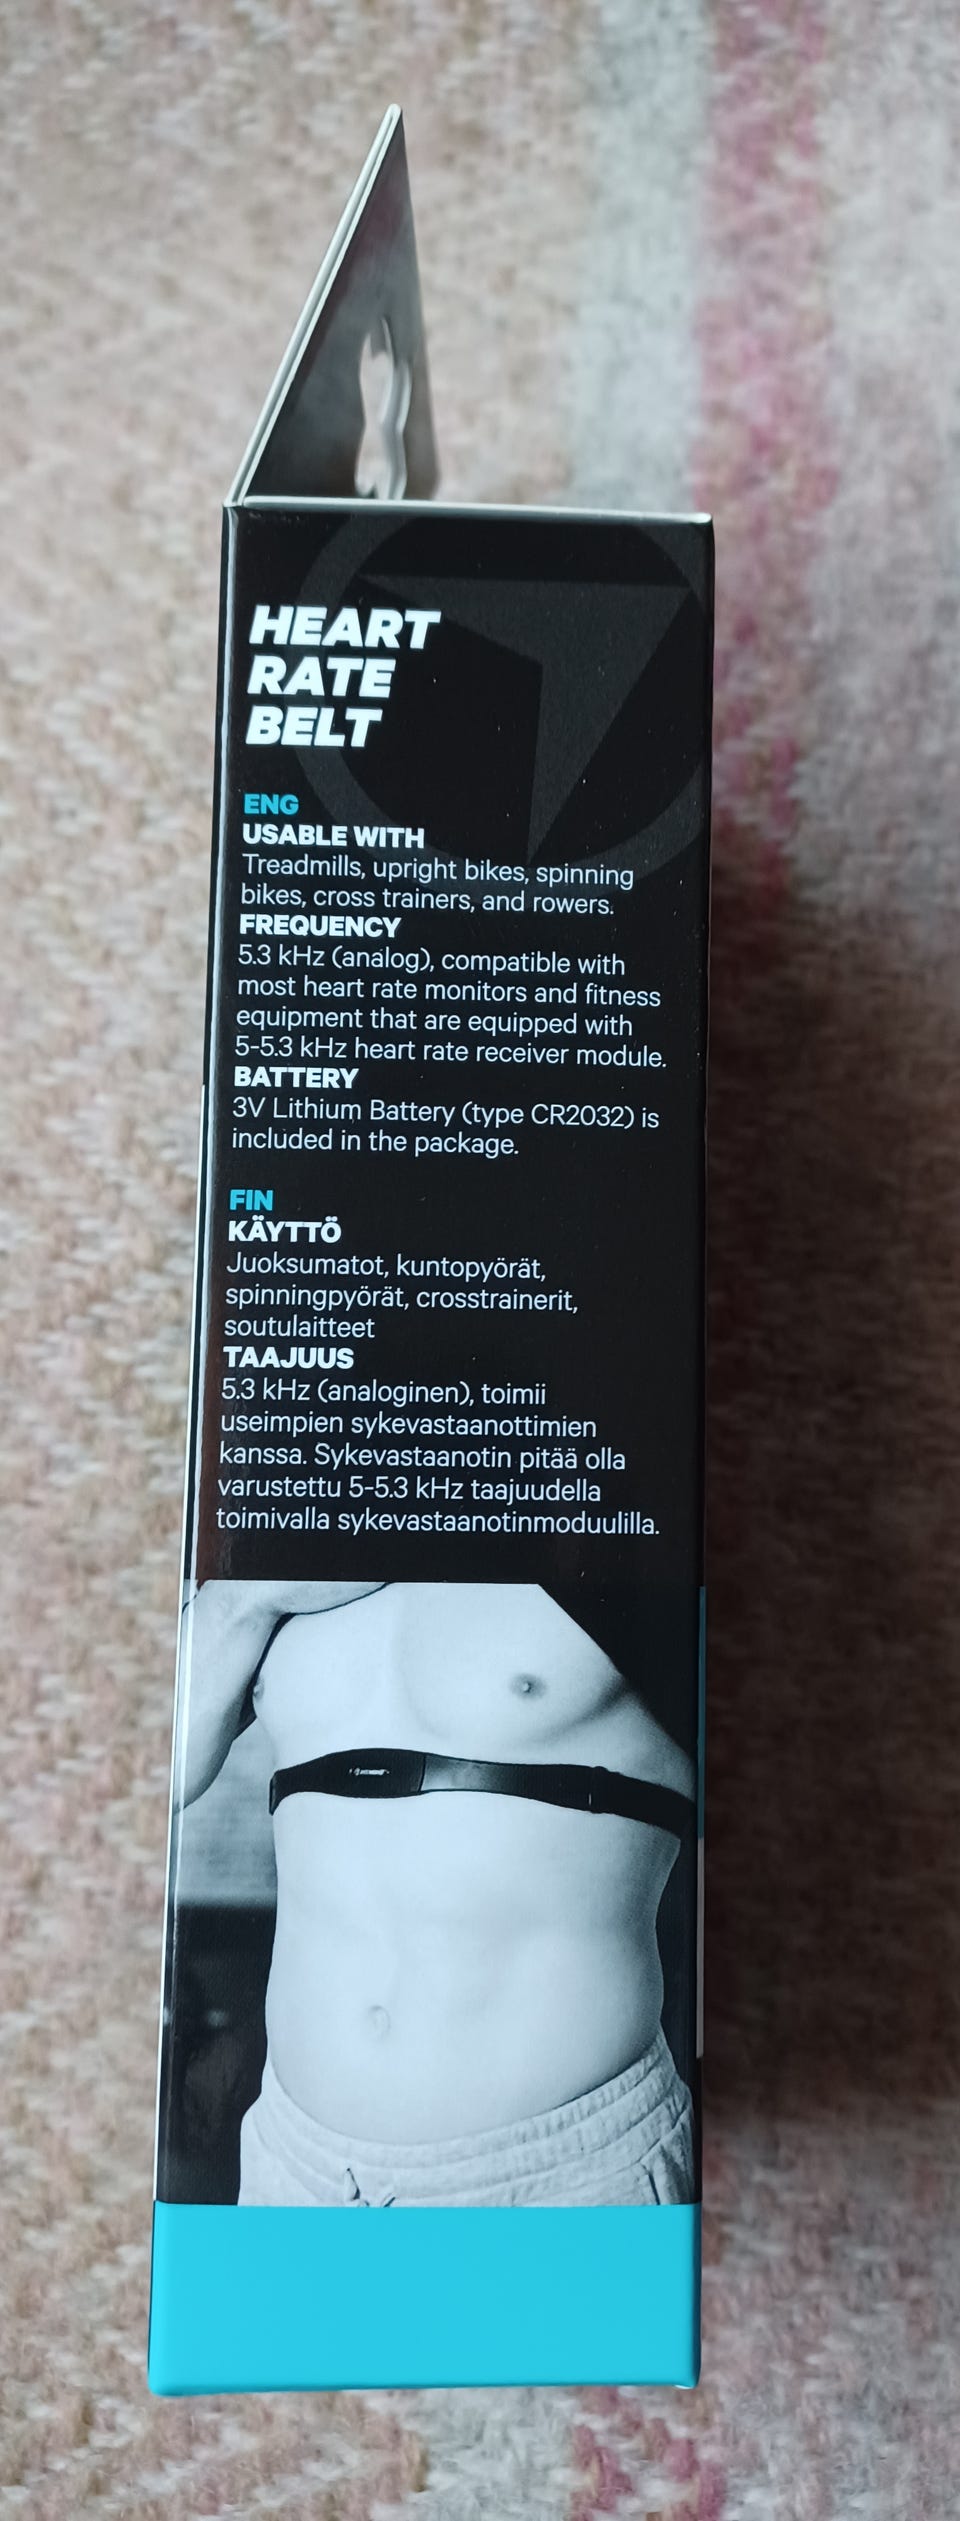 HEART
RATE
BELT
ENG
USABLE WITH
Treadmills, upright bikes, spinning
bikes, cross trainers, and rowers.
FREQUENCY
5.3 kHz (analog), compatible with
most heart rate monitors and fitness
equipment that are equipped with
5-5.3 kHz heart rate receiver module.
BATTERY
3V Lithium Battery (type CR2032) is
included in the package.
FIN
KÄYTTÖ
Juoksumatot, kuntopyörät,
spinningpyörät, crosstrainerit,
soutulaitteet
TAAJUUS
5.3 kHz (analoginen), toimii
useimpien sykevastaanottimien
kanssa. Sykevastaanotin pitää olla
varustettu 5-5.3 kHz taajuudella
toimivalla sykevastaanotinmoduulilla.